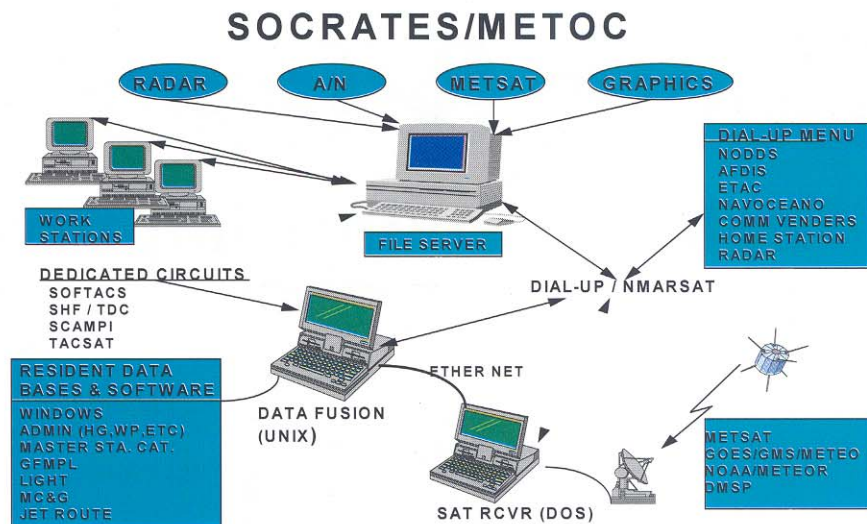 SOCRATES/METOC
RADAR
A/N
METSAT
GRAPHICS
WORK
STATIONS
FILE SERVER
DIAL-UP MENU
NODDS
AFDIS
ETAC
NAVOCEANO
COMM VENDERS
HOME STATION
RADAR
DEDICATED CIRCUITS
SOFTACS
SHF / TDC
SCAMPI
TACSAT
DIAL-UP / NMARSAT
RESIDENT DATA
BASES & SOFTWARE
WINDOWS
ADMIN (HG,WP,ETC)
MASTER STA. CAT.
GFMPL
LIGHT
MC&G
JET ROUTE
DATA FUSION
(UNIX)
ETHER NET
SAT RCVR (DOS)
METSAT
GOES/GMS/METEO
NOAA/METEOR
DMSP